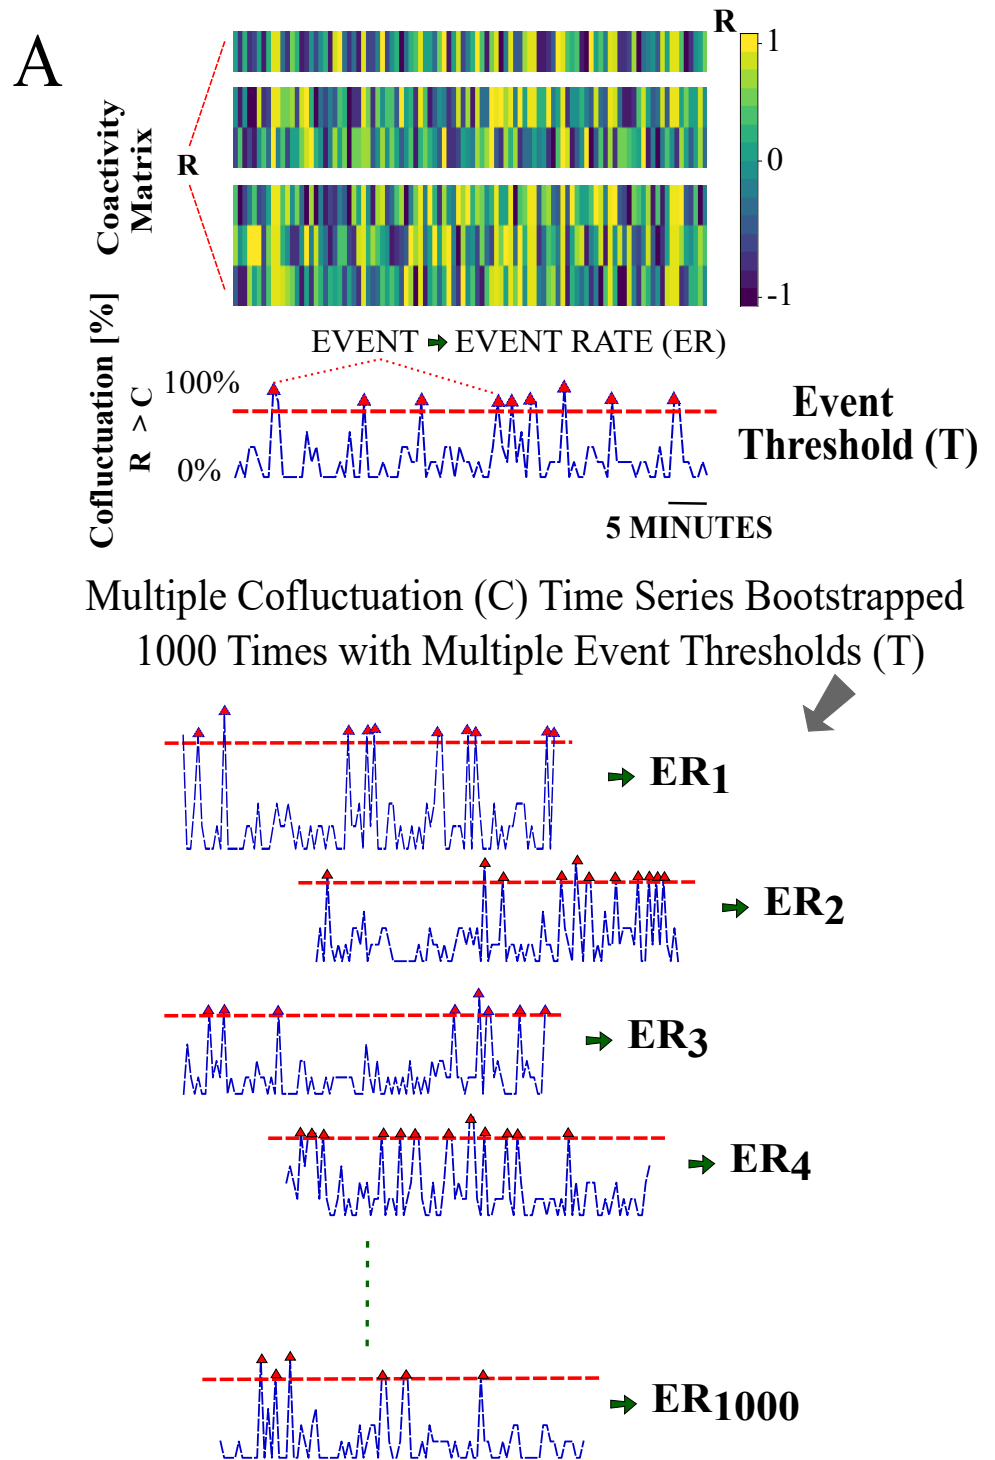 A
R
1
0
-1
Coactivity
Matrix
R
EVENT EVENT RATE (ER)
Cofluctuation [%]
R > C
100%
0%
Event
Threshold (T)
5 MINUTES
Multiple Cofluctuation (C) Time Series Bootstrapped
1000 Times with Multiple Event Thresholds (T)
ER1
ER2
ER3
ER4
ER1000